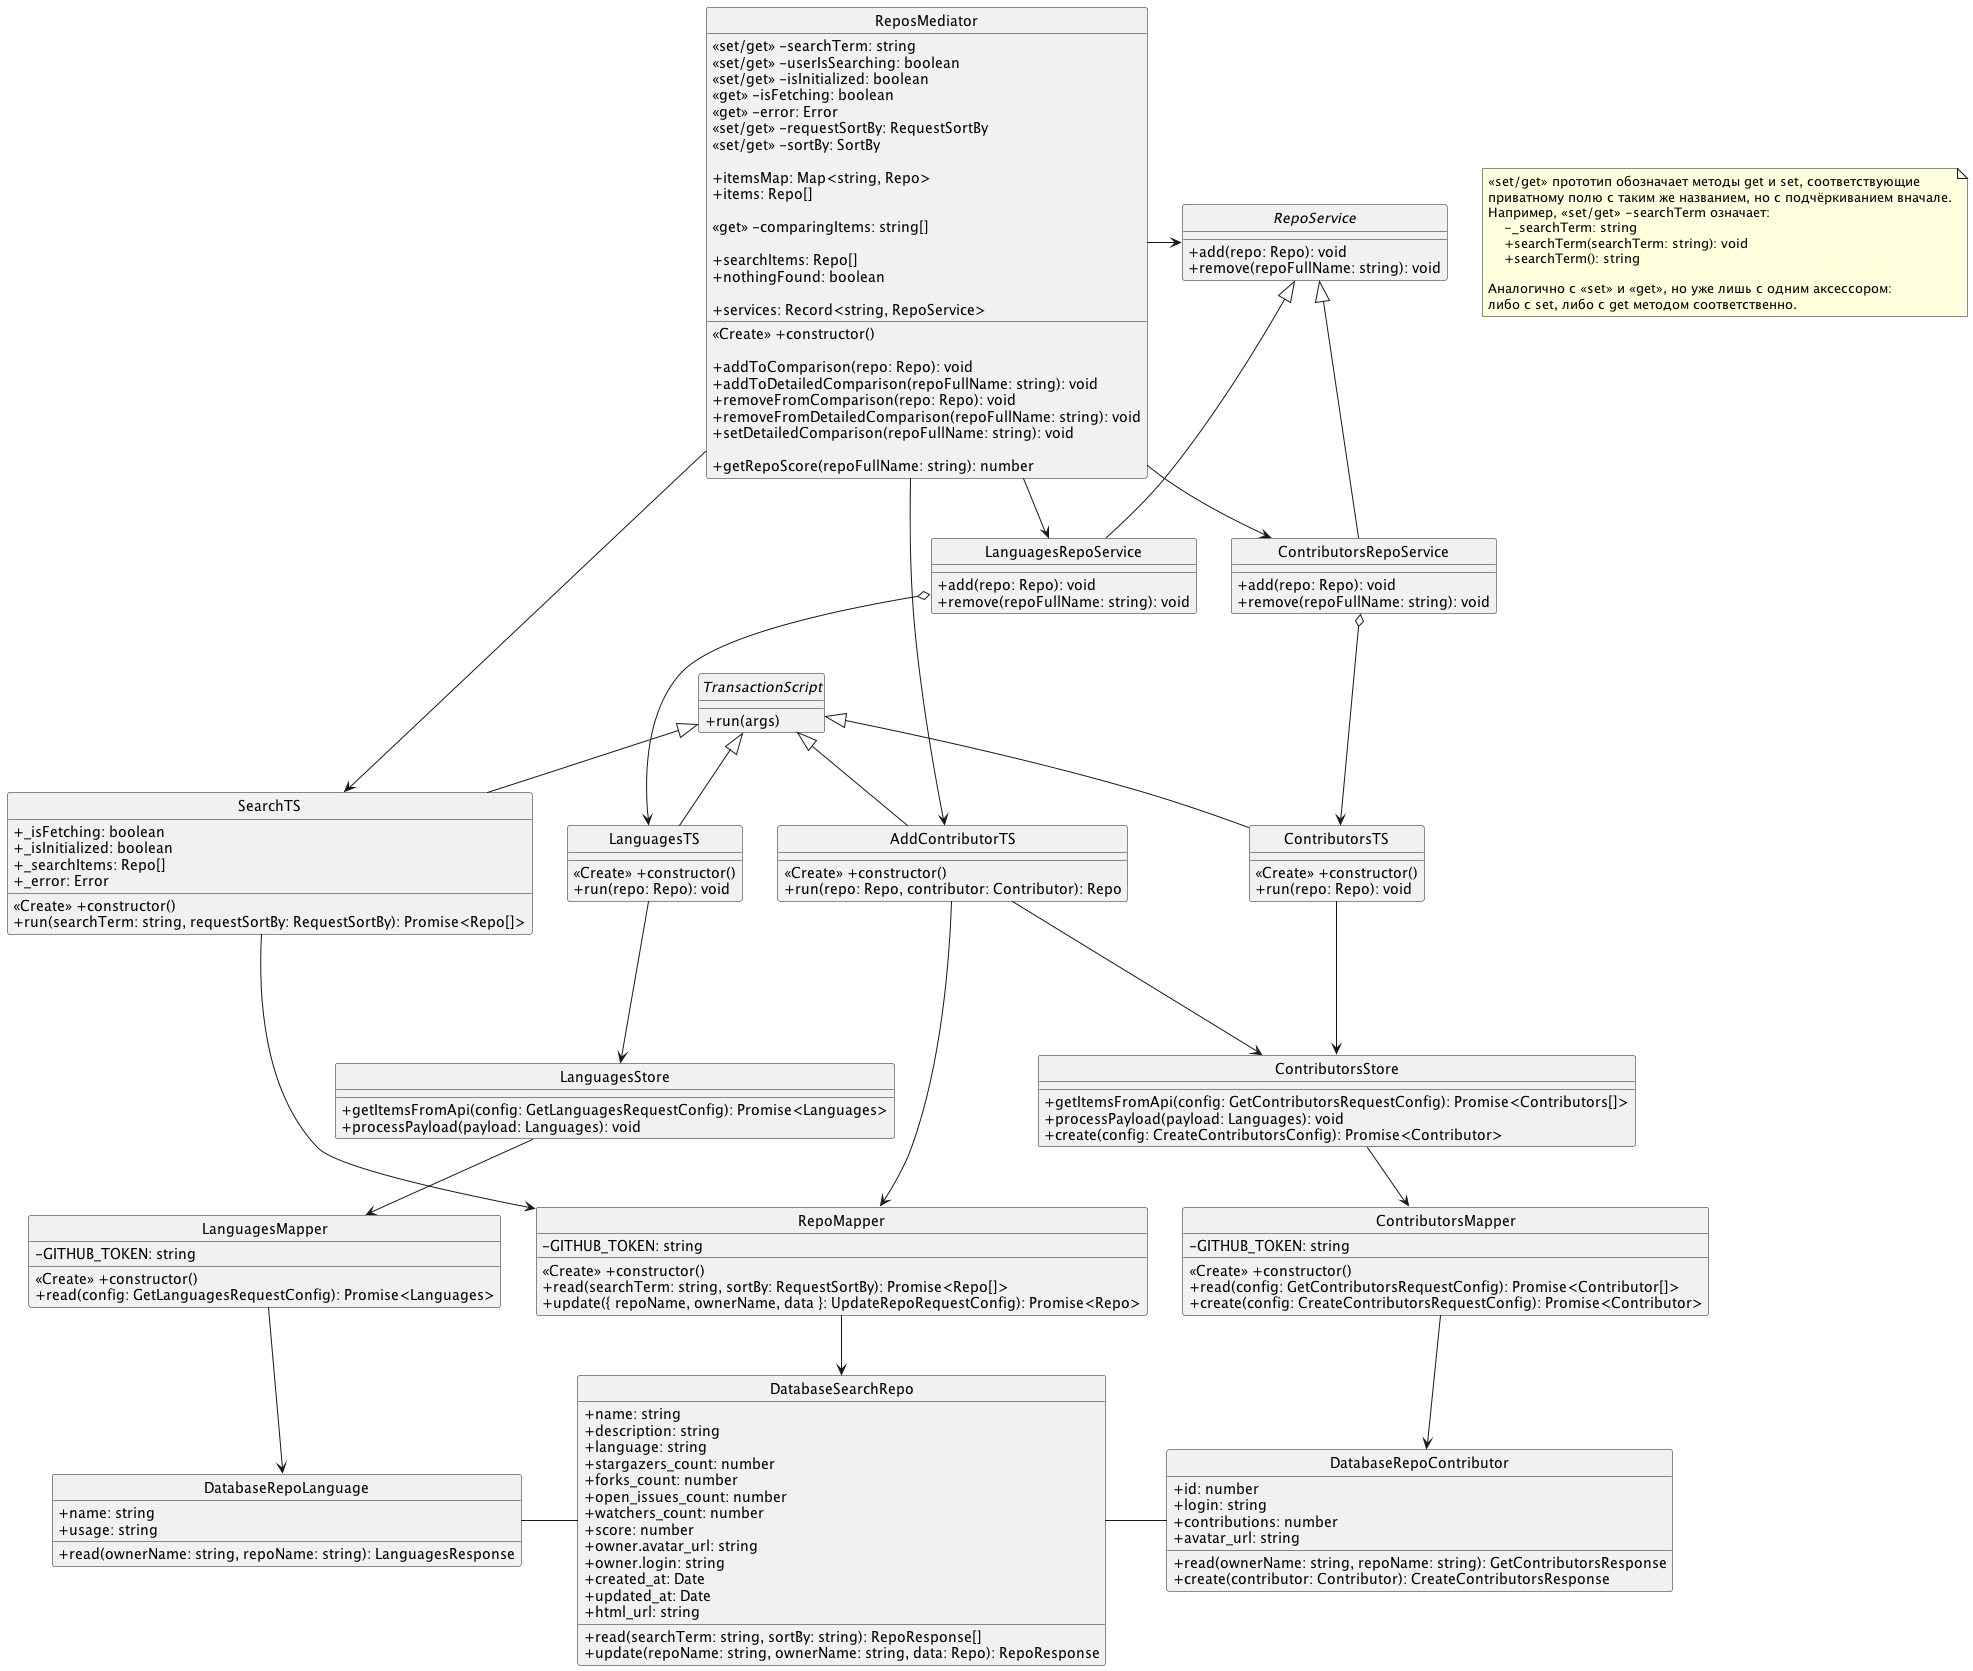 ReposMediator
«set/get» -searchTerm: string
«set/get» -userIsSearching: boolean
«set/get» -isInitialized: boolean
«get» -isFetching: boolean
«get» -error: Error
«set/get» -requestSortBy: RequestSortBy
«set/get» -sortBy: SortBy
+itemsMap: Map<string, Repo>
+items: Repo[]
«get» -comparingItems: string[]
+searchItems: Repo[]
+nothingFound: boolean
+services: Record<string, RepoService>
«Create» +constructor()
+addToComparison(repo: Repo): void
+addToDetailedComparison(repoFullName: string): void
+removeFromComparison(repo: Repo): void
+removeFromDetailedComparison(repoFullName: string): void
+setDetailedComparison(repoFullName: string): void
+getRepoScore(repoFullName: string): number
RepoService
+add(repo: Repo): void
+remove(repoFullName: string): void
«set/get» прототип обозначает методы get и set, соответствующие
приватному полю с таким же названием, но с подчёркиванием вначале.
Например, «set/get» -searchTerm означает:
-_searchTerm: string
+searchTerm(searchTerm: string): void
+searchTerm(): string
Аналогично с «set» и «get», но уже лишь с одним аксессором:
либо с set, либо с get методом соответственно.
LanguagesRepoService
+add(repo: Repo): void
+remove(repoFullName: string): void
ContributorsRepoService
+add(repo: Repo): void
+remove(repoFullName: string): void
TransactionScript
+run(args)
SearchTS
+_isFetching: boolean
+_isInitialized: boolean
+_searchItems: Repo[]
+_error: Error
«Create» +constructor()
+run(searchTerm: string, requestSortBy: RequestSortBy): Promise<Repo[]>
LanguagesTS
«Create» +constructor()
+run(repo: Repo): void
AddContributorTS
«Create» +constructor()
+run(repo: Repo, contributor: Contributor): Repo
ContributorsTS
«Create» +constructor()
+run(repo: Repo): void
LanguagesStore
+getItemsFromApi(config: GetLanguagesRequestConfig): Promise<Languages>
+processPayload(payload: Languages): void
ContributorsStore
+getItemsFromApi(config: GetContributorsRequestConfig): Promise<Contributors[]>
+processPayload(payload: Languages): void
+create(config: CreateContributorsConfig): Promise<Contributor>
LanguagesMapper
-GITHUB_TOKEN: string
«Create» +constructor()
+read(config: GetLanguagesRequestConfig): Promise<Languages>
RepoMapper
-GITHUB_TOKEN: string
«Create» +constructor()
+read(searchTerm: string, sortBy: RequestSortBy): Promise<Repo[]>
+update({ repoName, ownerName, data }: UpdateRepoRequestConfig): Promise<Repo>
ContributorsMapper
-GITHUB_TOKEN: string
«Create» +constructor()
+read(config: GetContributorsRequestConfig): Promise<Contributor[]>
+create(config: CreateContributorsRequestConfig): Promise<Contributor>
DatabaseRepoLanguage
+name: string
+usage: string
+read(ownerName: string, repoName: string): LanguagesResponse
DatabaseSearchRepo
+name: string
+description: string
+language: string
+stargazers_count: number
+forks_count: number
+open_issues_count: number
+watchers_count: number
+score: number
+owner.avatar_url: string
+owner.login: string
+created_at: Date
+updated_at: Date
+html_url: string
+read(searchTerm: string, sortBy: string): RepoResponse[]
+update(repoName: string, ownerName: string, data: Repo): RepoResponse
DatabaseRepoContributor
+id: number
+login: string
+contributions: number
+avatar_url: string
+read(ownerName: string, repoName: string): GetContributorsResponse
+create(contributor: Contributor): CreateContributorsResponse